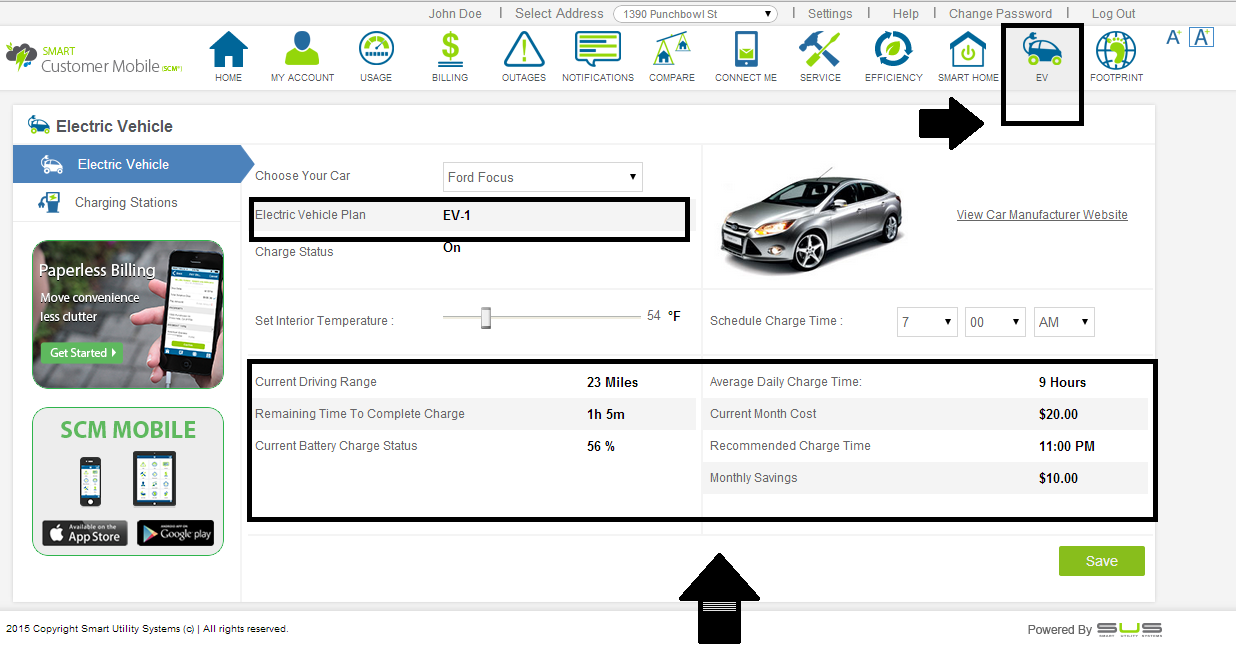 John Doe | Select Address 1390 Punchbowl St | Settings | Help | Change Password | Log Out
SMART
Customer Mobile (SCM®)
HOME MY ACCOUNT USAGE BILLING OUTAGES NOTIFICATIONS COMPARE CONNECT ME SERVICE EFFICIENCY SMART HOME EV FOOTPRINT
A+ A+
Electric Vehicle
Electric Vehicle
Charging Stations
Paperless Billing
Move convenience
less clutter
Get Started
SCM MOBILE
Available on the
App Store
ANDROID APP ON
Google play
Choose Your Car Ford Focus
Electric Vehicle Plan EV-1
Charge Status On
View Car Manufacturer Website
Set Interior Temperature : 54 °F
Schedule Charge Time : 7 00 AM
Current Driving Range 23 Miles
Remaining Time To Complete Charge 1h 5m
Current Battery Charge Status 56 %
Average Daily Charge Time: 9 Hours
Current Month Cost $20.00
Recommended Charge Time 11:00 PM
Monthly Savings $10.00
Save
2015 Copyright Smart Utility Systems (c) | All rights reserved.
Powered By SUS
SMART UTILITY SYSTEMS